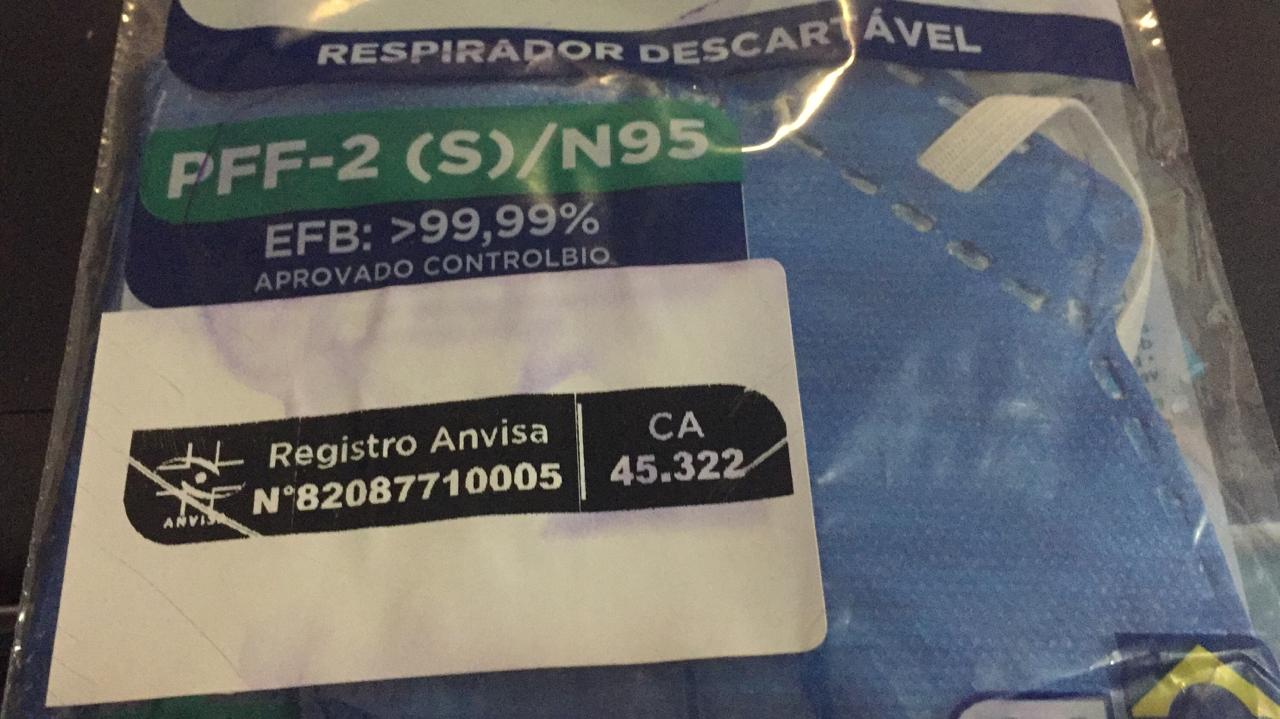 RESPIRADOR DESCARTÁVEL
PFF-2 (S)/N95
EFB: >99,99%
APROVADO CONTROLBIO
Registro Anvisa
N°82087710005
ANVISA
CA
45.322